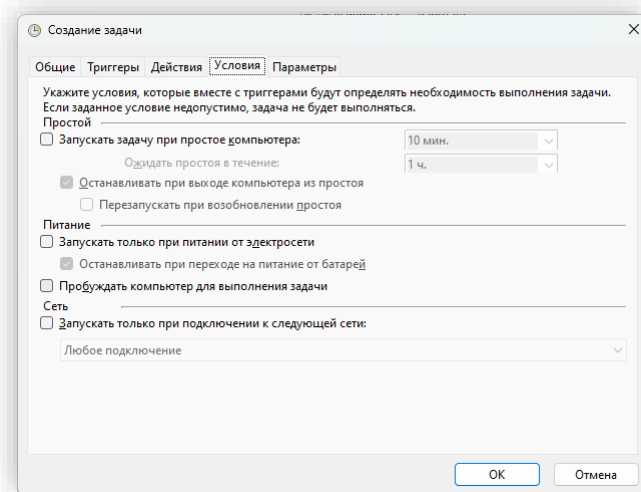 Создание задачи
Общие Триггеры Действия Условия Параметры
Укажите условия, которые вместе с триггерами будут определять необходимость выполнения задачи.
Если заданное условие недопустимо, задача не будет выполняться.
Простой
Запускать задачу при простое компьютера: 10 мин.
Ожидать простоя в течение: 1 ч.
Останавливать при выходе компьютера из простоя
Перезапускать при возобновлении простоя
Питание
Запускать только при питании от электросети
Останавливать при переходе на питание от батарей
Пробуждать компьютер для выполнения задачи
Сеть
Запускать только при подключении к следующей сети:
Любое подключение
ОК Отмена